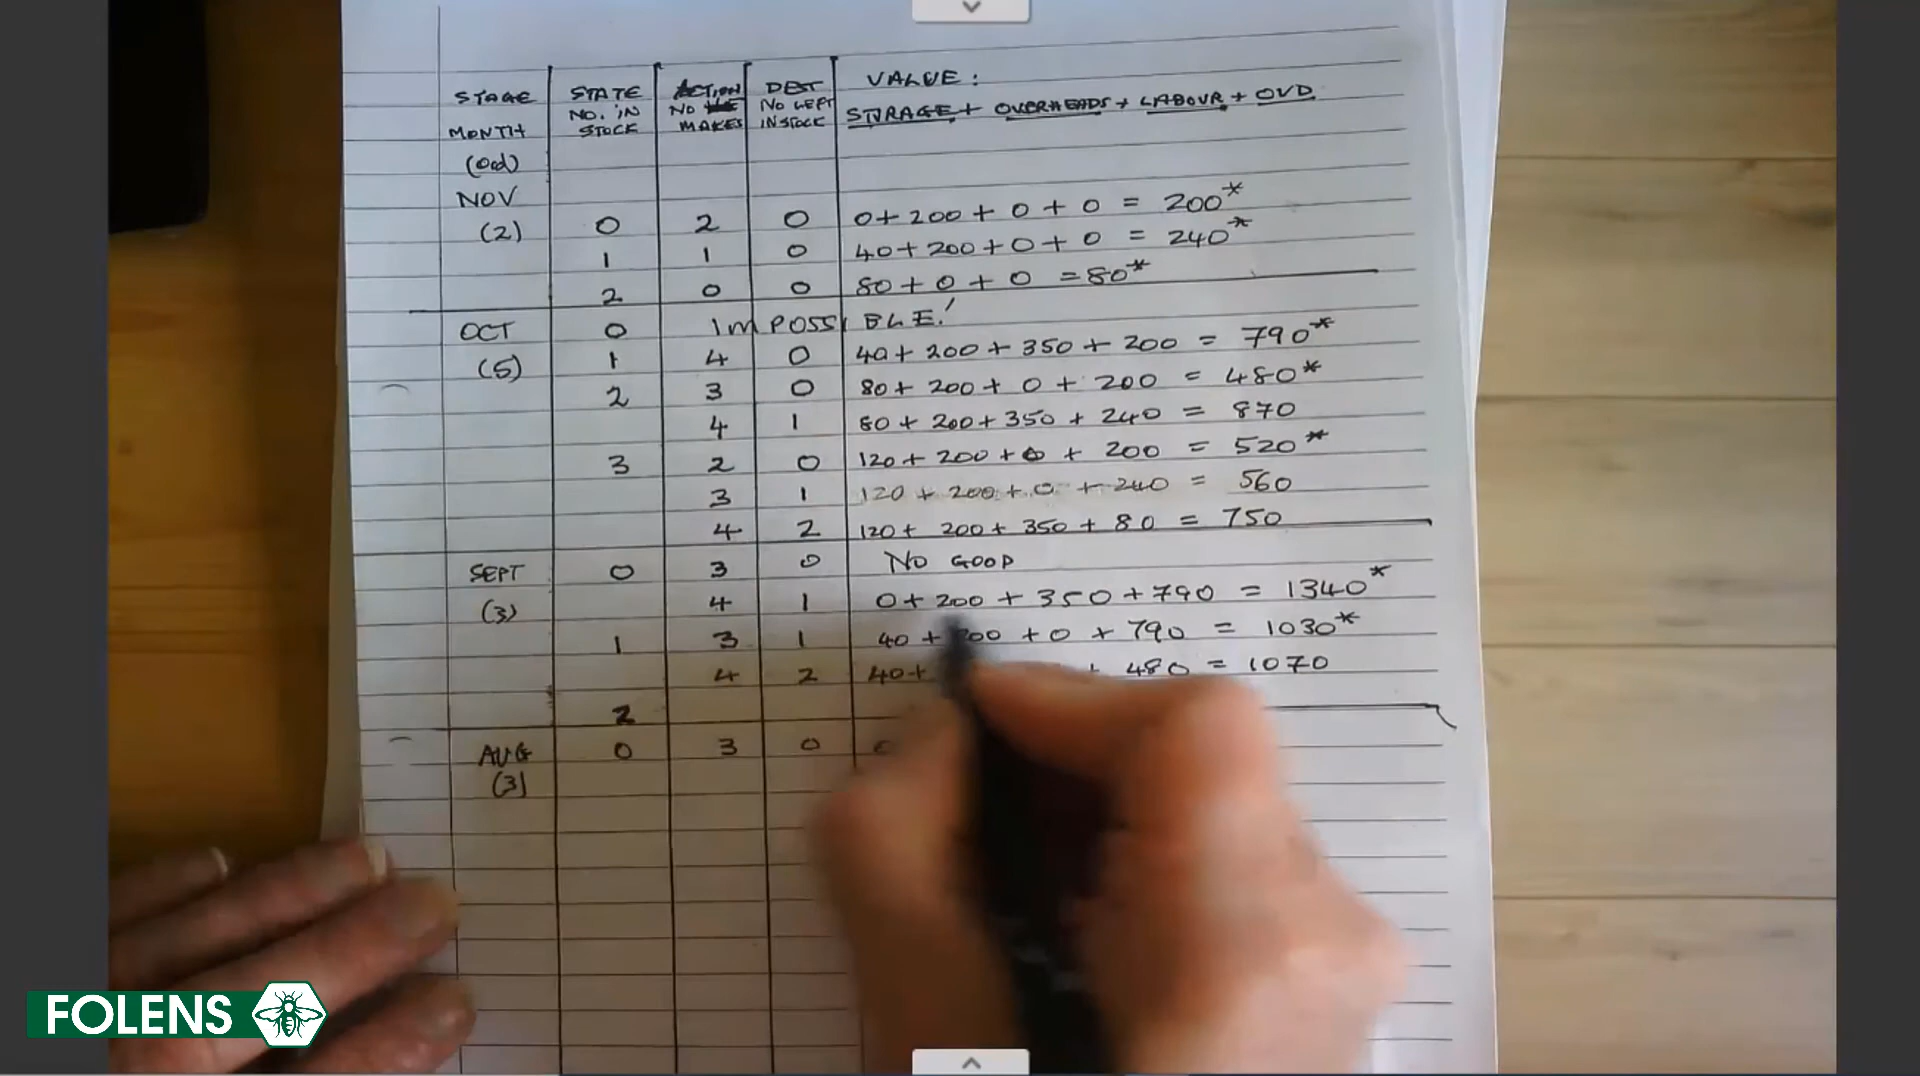 STAGE STATE ACTION DEST VALUE:
NO. IN NO NO KEPT STORAGE + OVERHEADS + LABOUR + OVD
MONTH STOCK MAKES IN STOCK
(Od)
NOV
(2) 0 2 0 0 + 200 + 0 + 0 = 200*
1 1 0 40 + 200 + 0 + 0 = 240*
2 0 0 80 + 0 + 0 = 80*
OCT 0 IMPOSSIBLE!
(5) 1 4 0 40 + 200 + 350 + 200 = 790*
2 3 0 80 + 200 + 0 + 200 = 480*
4 1 80 + 200 + 350 + 240 = 870
3 2 0 120 + 200 + 0 + 200 = 520*
3 1 120 + 200 + 0 + 240 = 560
4 2 120 + 200 + 350 + 80 = 750
SEPT 0 3 0 NO GOOD
(3) 4 1 0 + 200 + 350 + 790 = 1340*
1 3 1 40 + 200 + 0 + 790 = 1030*
4 2 40 + + 480 = 1070
2
AUG 0 3 0 0
(3)
FOLENS